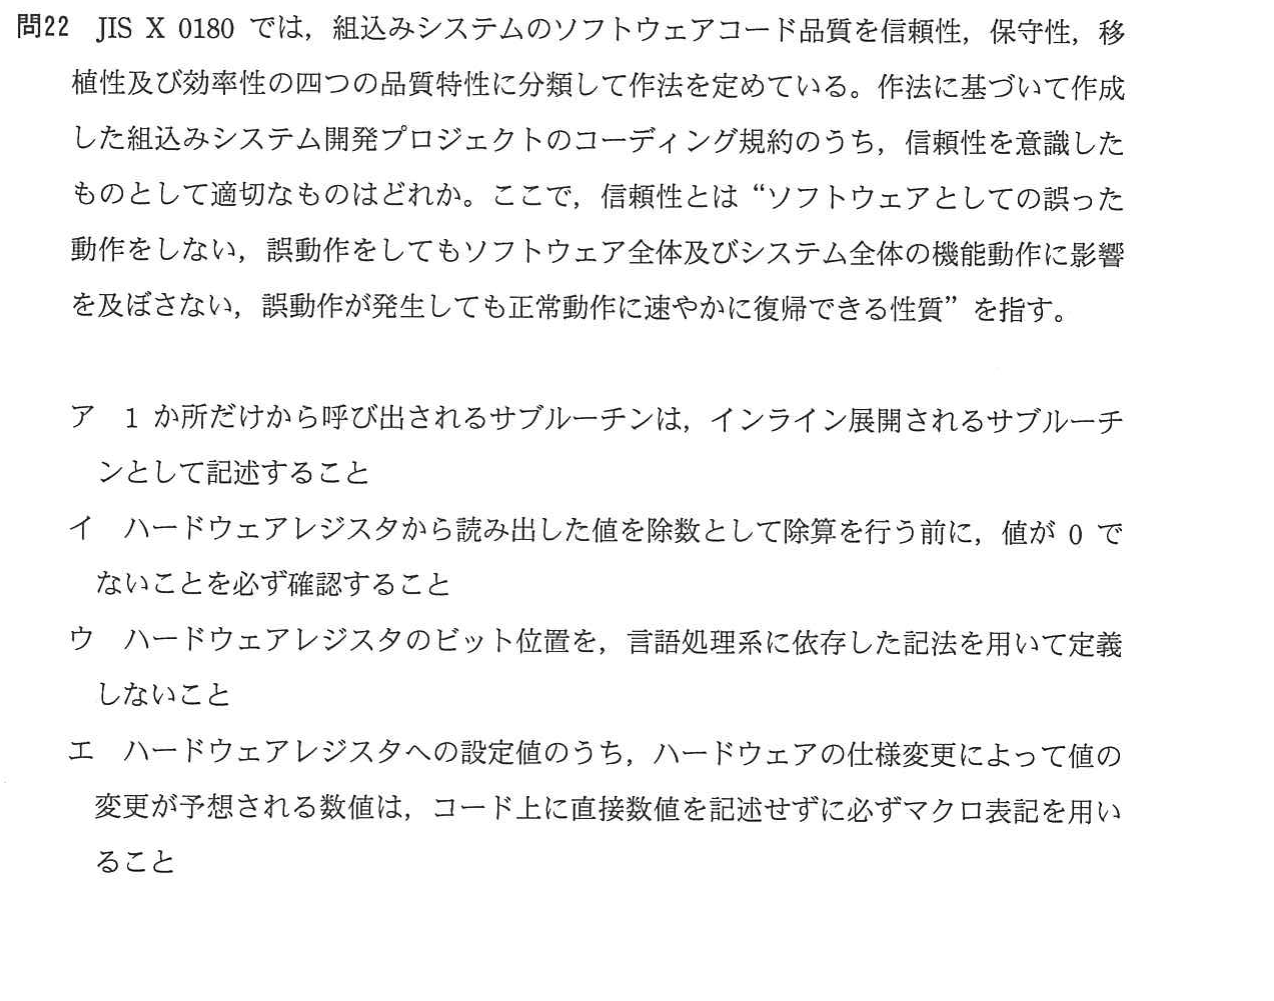 問22 JIS X 0180 では，組込みシステムのソフトウェアコード品質を信頼性，保守性，移
植性及び効率性の四つの品質特性に分類して作法を定めている。作法に基づいて作成
した組込みシステム開発プロジェクトのコーディング規約のうち，信頼性を意識した
ものとして適切なものはどれか。ここで，信頼性とは“ソフトウェアとしての誤った
動作をしない，誤動作をしてもソフトウェア全体及びシステム全体の機能動作に影響
を及ぼさない，誤動作が発生しても正常動作に速やかに復帰できる性質”を指す。
ア 1 か所だけから呼び出されるサブルーチンは，インライン展開されるサブルーチ
ンとして記述すること
イ ハードウェアレジスタから読み出した値を除数として除算を行う前に，値が 0 で
ないことを必ず確認すること
ウ ハードウェアレジスタのビット位置を，言語処理系に依存した記法を用いて定義
しないこと
エ ハードウェアレジスタへの設定値のうち，ハードウェアの仕様変更によって値の
変更が予想される数値は，コード上に直接数値を記述せずに必ずマクロ表記を用い
ること